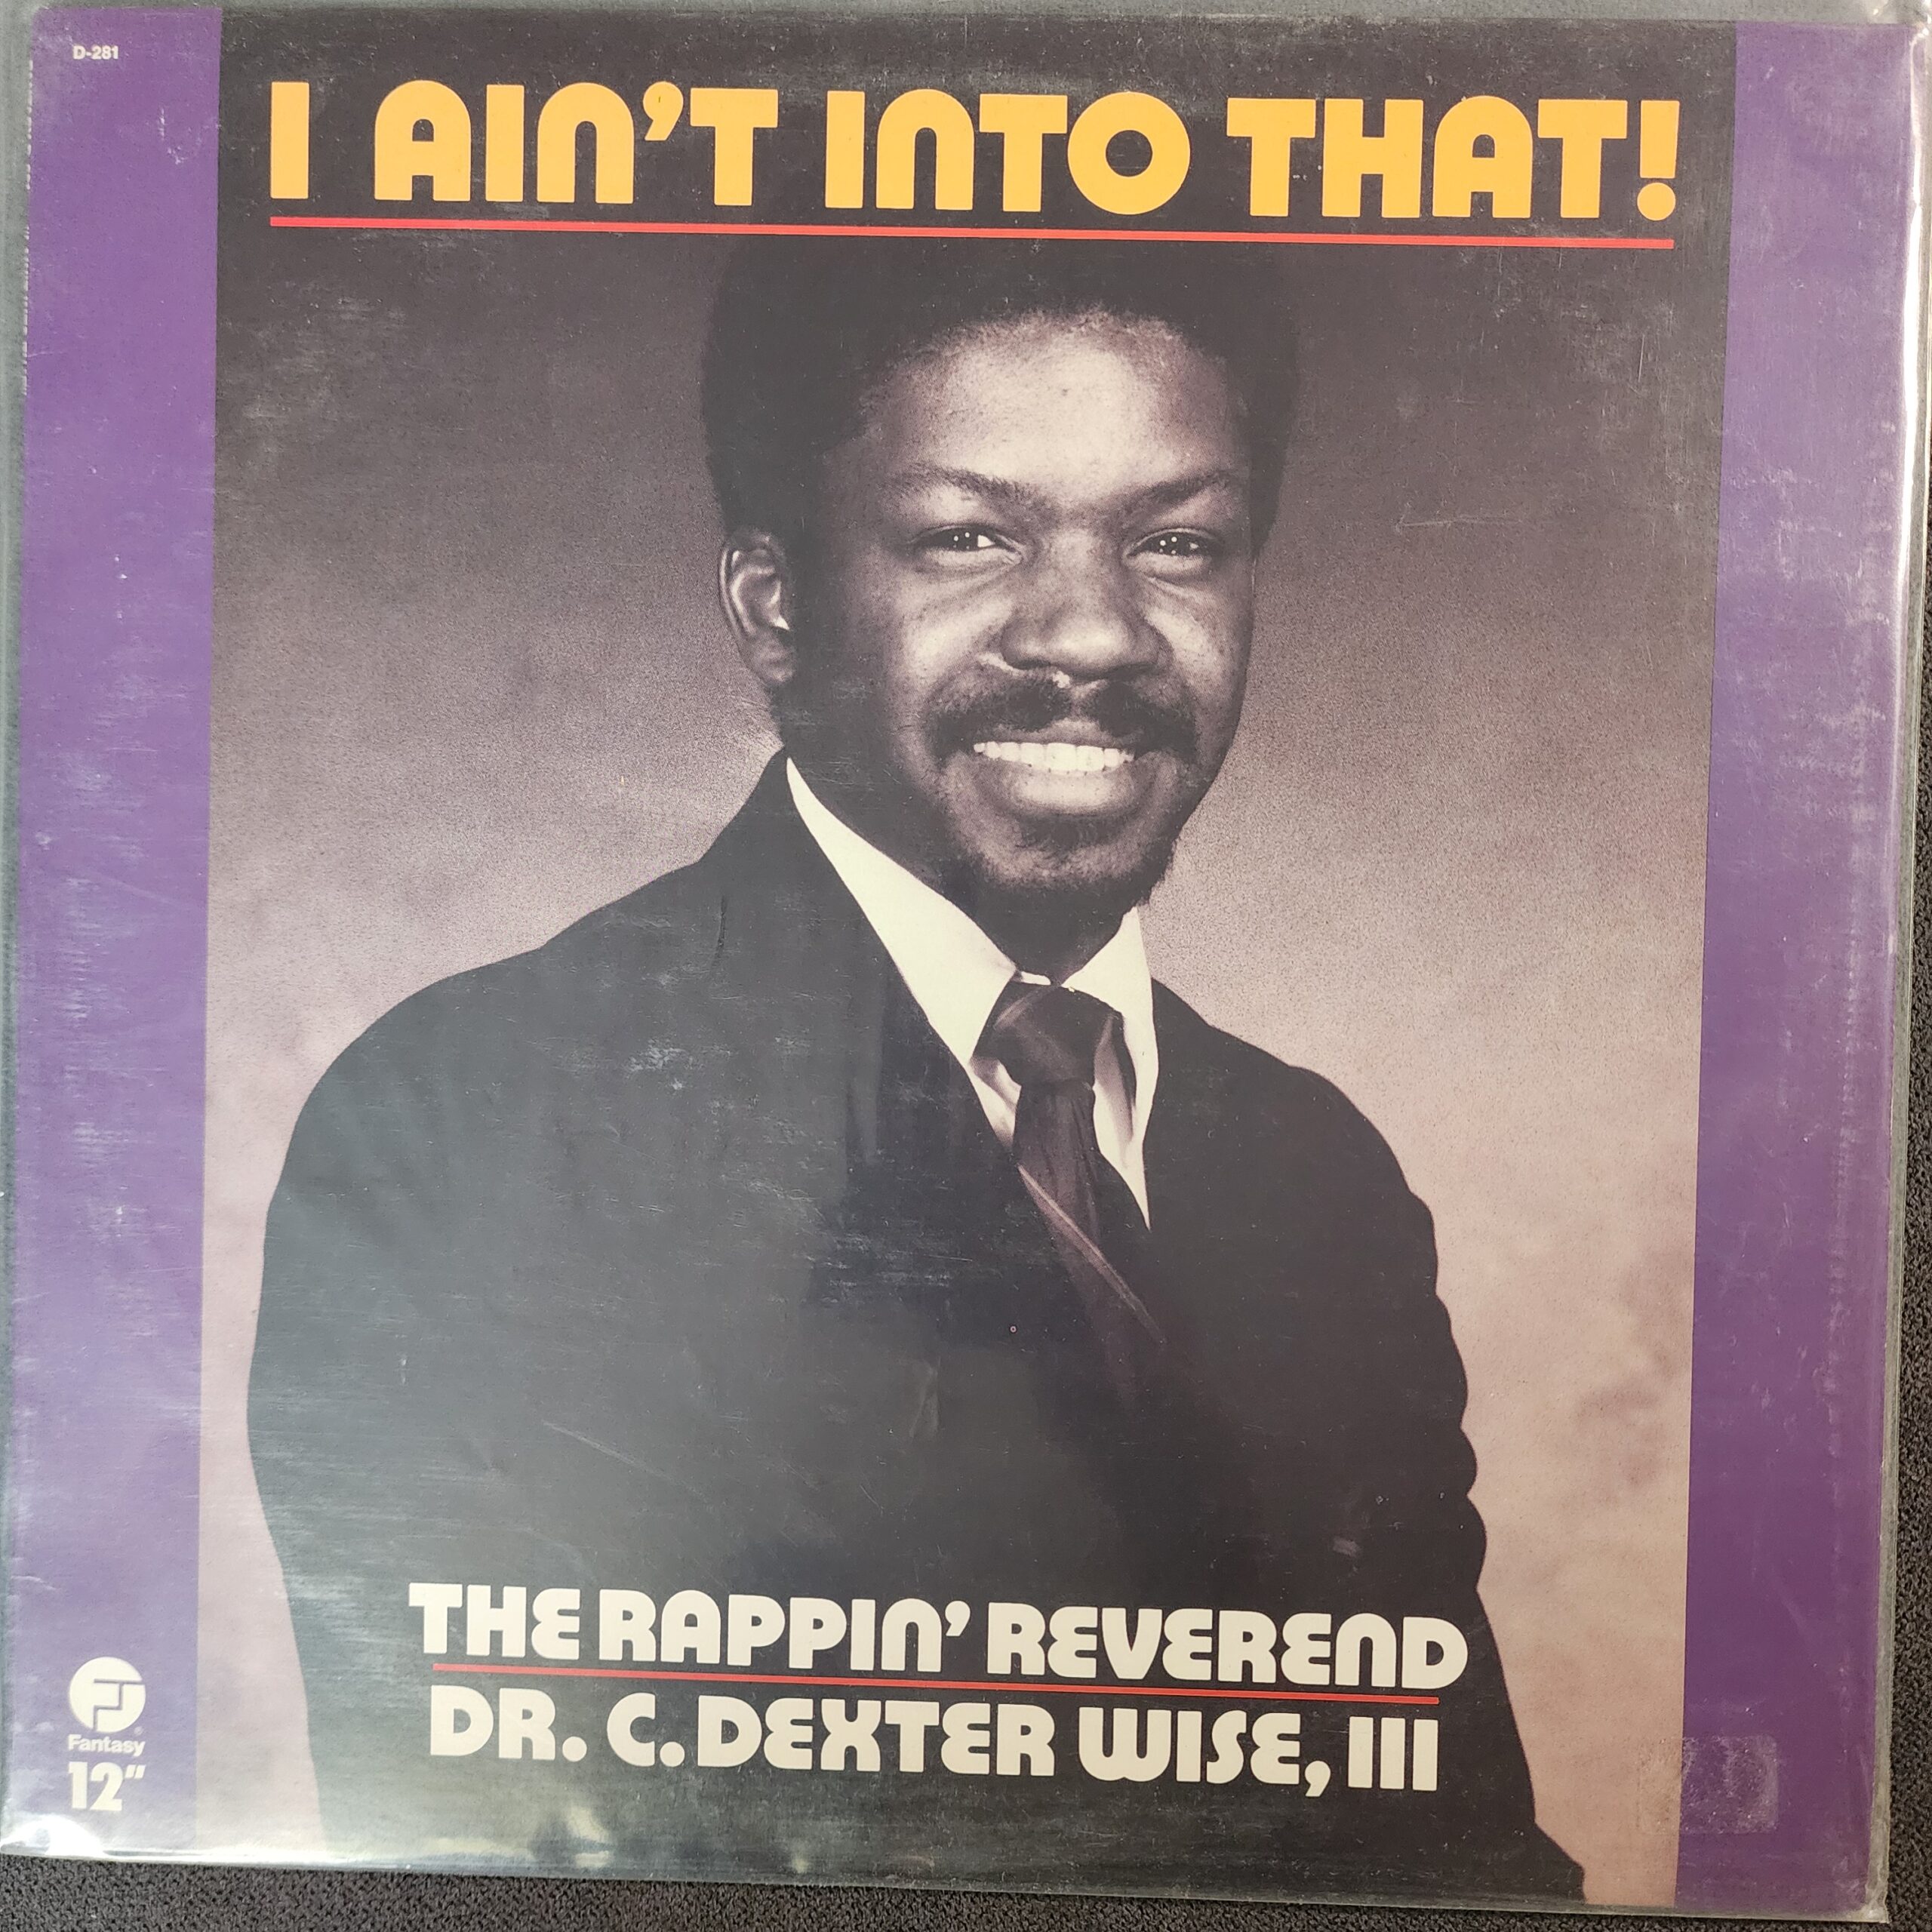 D-281
I AIN'T INTO THAT!
THE RAPPIN' REVEREND
DR. C. DEXTER WISE, III
Fantasy
12"